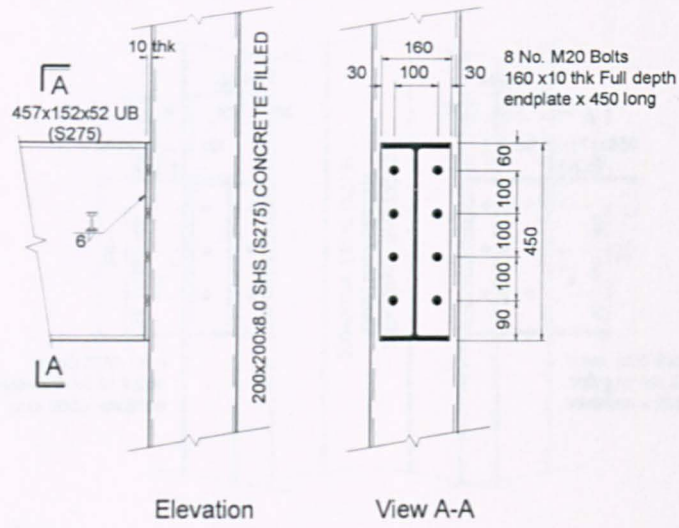 10 thk
A
457x152x52 UB
(S275)
6
A
200x200x8.0 SHS (S275) CONCRETE FILLED
Elevation
160
30 100 30
8 No. M20 Bolts
160 x10 thk Full depth
endplate x 450 long
60
100
100
100
90
450
View A-A